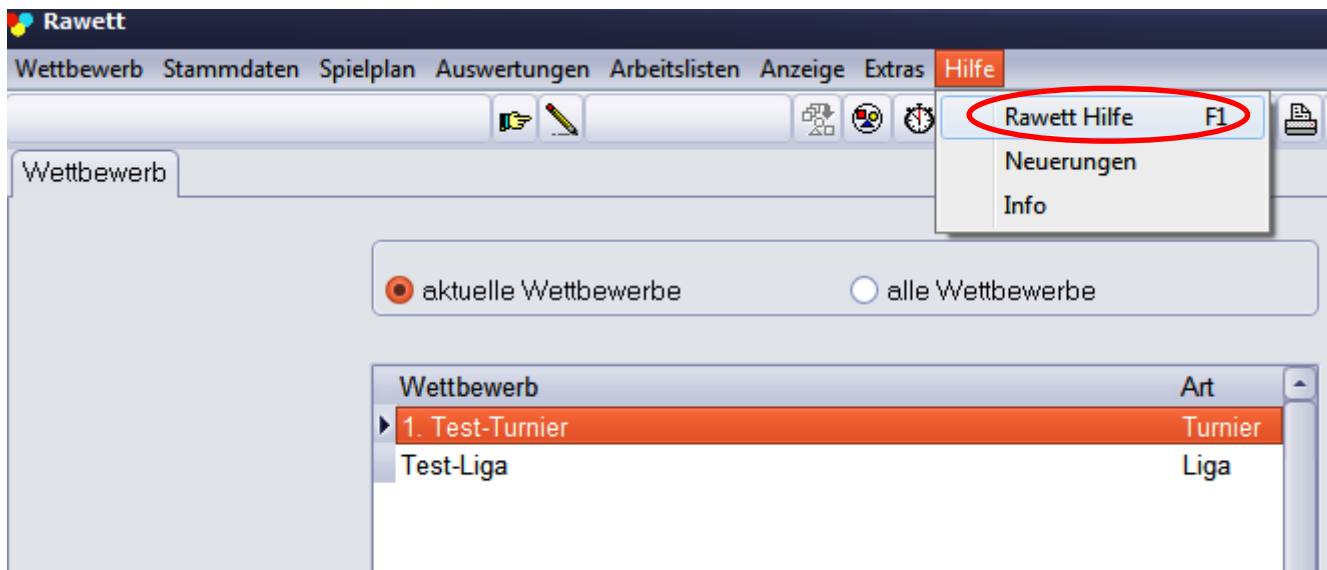 Rawett
Wettbewerb Stammdaten Spielplan Auswertungen Arbeitslisten Anzeige Extras Hilfe
Rawett Hilfe F1
Neuerungen
Info
Wettbewerb
aktuelle Wettbewerbe alle Wettbewerbe
Wettbewerb Art
1. Test-Turnier Turnier
Test-Liga Liga